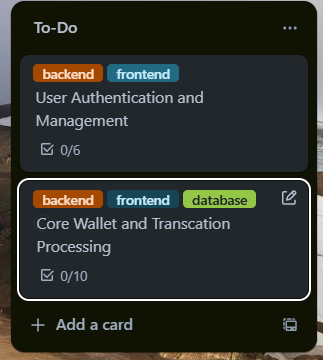 To-Do
backend frontend
User Authentication and
Management
0/6
backend frontend database
Core Wallet and Transcation
Processing
0/10
Add a card